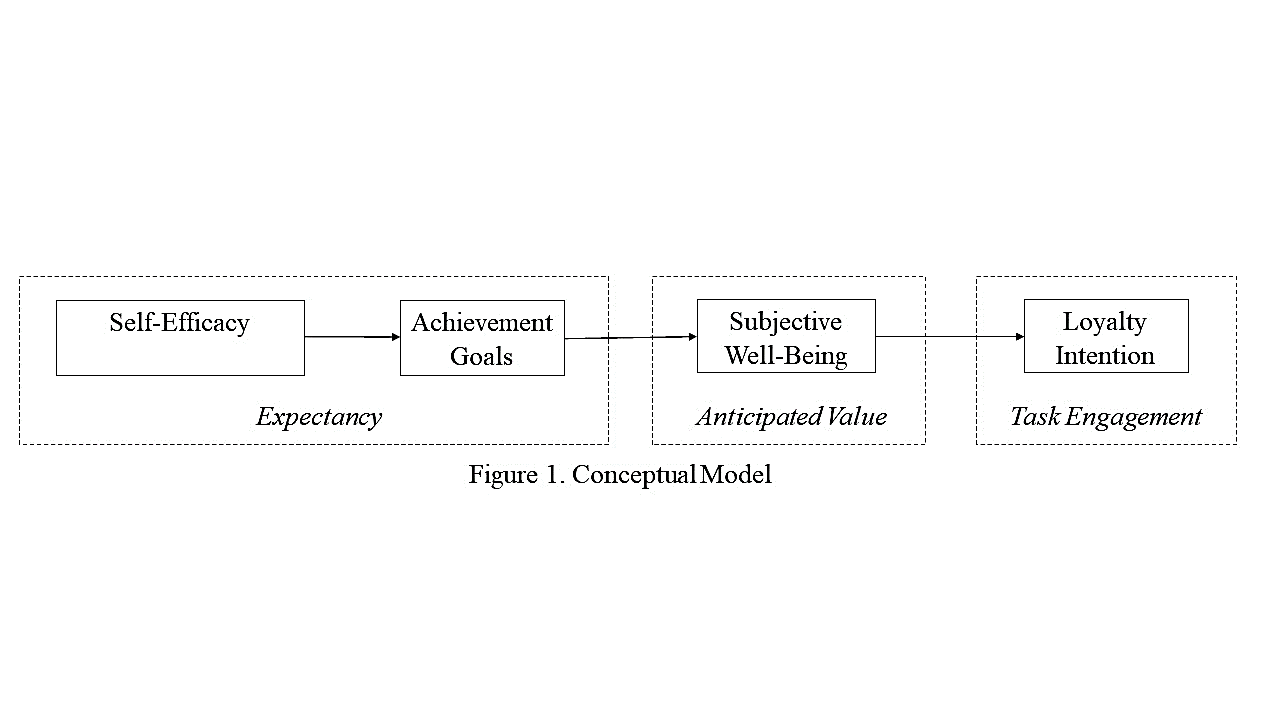 Self-Efficacy
Achievement
Goals
Subjective
Well-Being
Loyalty
Intention
Expectancy
Anticipated Value
Task Engagement
Figure 1. Conceptual Model